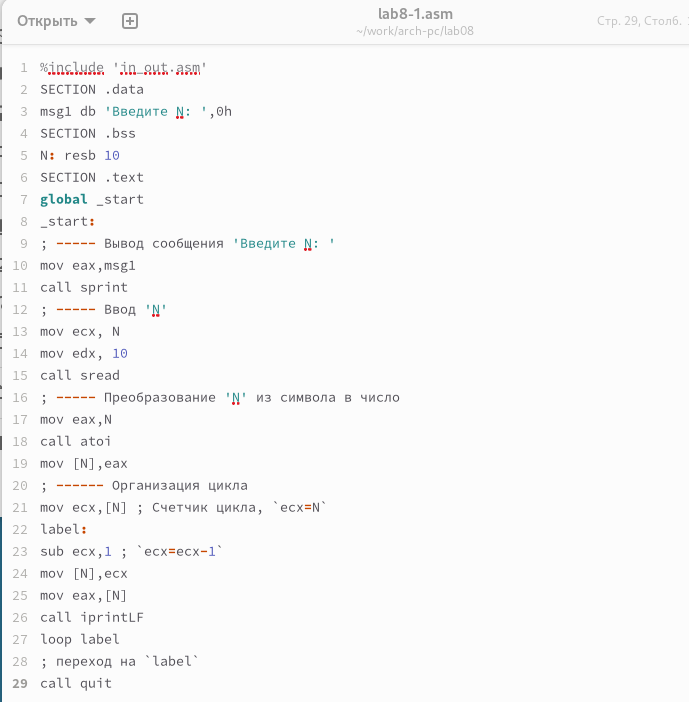 Открыть
lab8-1.asm
~/work/arch-pc/lab08
Стр. 29, Столб.
1 %include 'in_out.asm'
2 SECTION .data
3 msg1 db 'Введите N: ',0h
4 SECTION .bss
5 N: resb 10
6 SECTION .text
7 global _start
8 _start:
9 ; ----- Вывод сообщения 'Введите N: '
10 mov eax,msg1
11 call sprint
12 ; ----- Ввод 'N'
13 mov ecx, N
14 mov edx, 10
15 call sread
16 ; ----- Преобразование 'N' из символа в число
17 mov eax,N
18 call atoi
19 mov [N],eax
20 ; ------ Организация цикла
21 mov ecx,[N] ; Счетчик цикла, `ecx=N`
22 label:
23 sub ecx,1 ; `ecx=ecx-1`
24 mov [N],ecx
25 mov eax,[N]
26 call iprintLF
27 loop label
28 ; переход на `label`
29 call quit